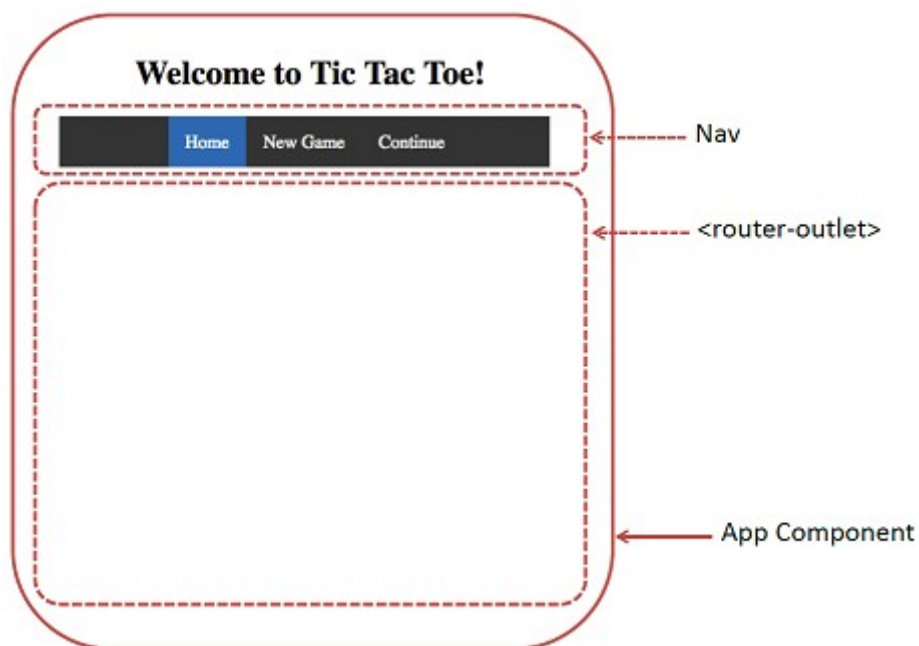 Welcome to Tic Tac Toe!
Home New Game Continue
Nav
<router-outlet>
App Component